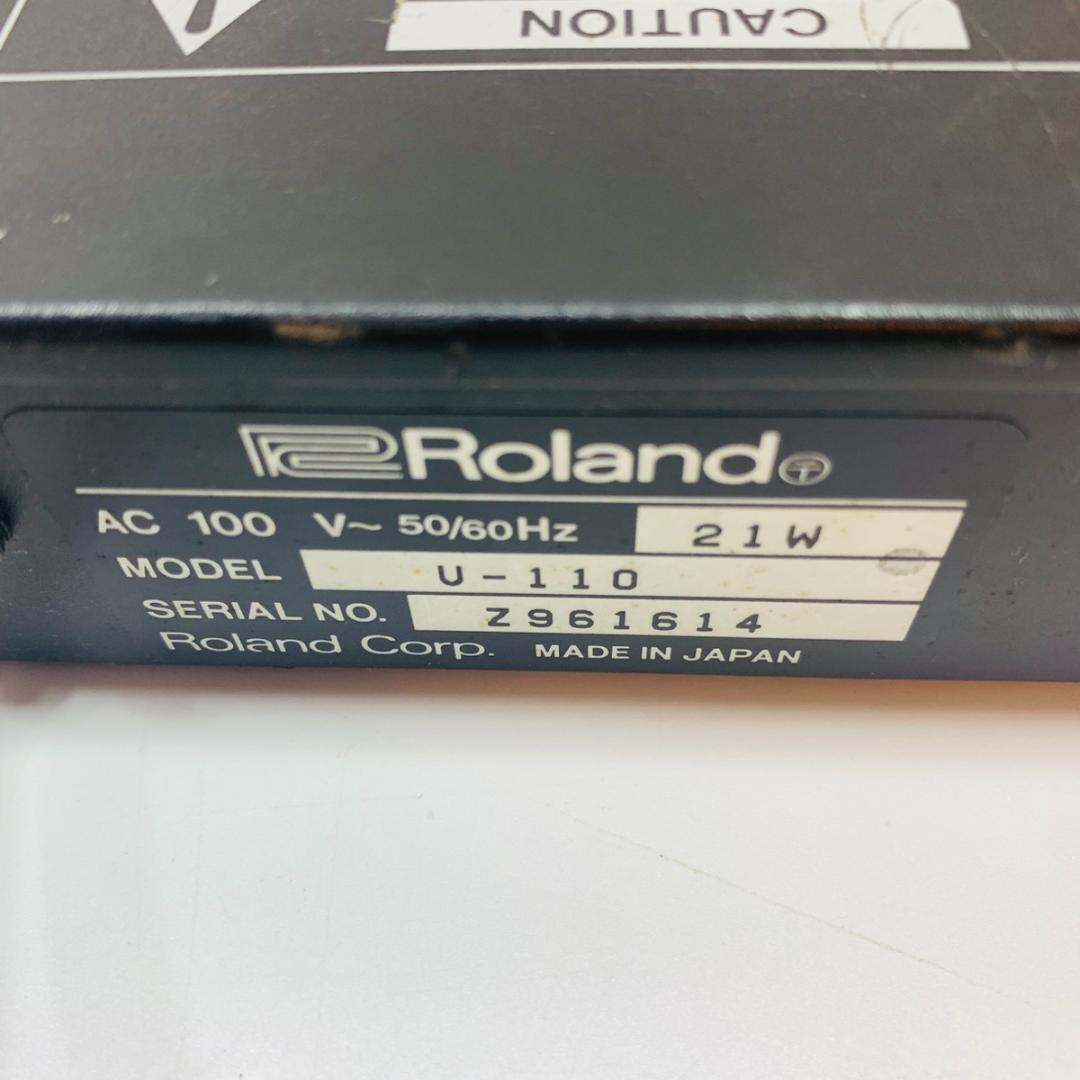 CAUTION
Roland
AC 100 V~ 50/60Hz 21W
MODEL U-110
SERIAL NO. Z961614
Roland Corp. MADE IN JAPAN